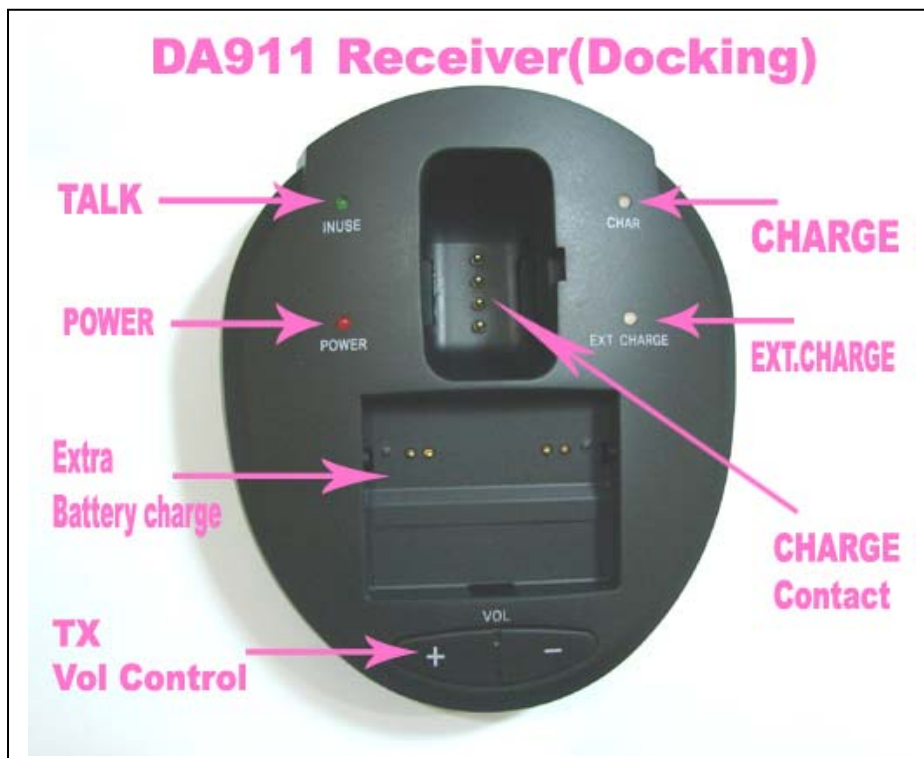 DA911 Receiver(Docking)
TALK
INUSE
CHAR
CHARGE
POWER
POWER
EXT CHARGE
EXT.CHARGE
Extra
Battery charge
CHARGE
Contact
VOL
TX
Vol Control
+
−